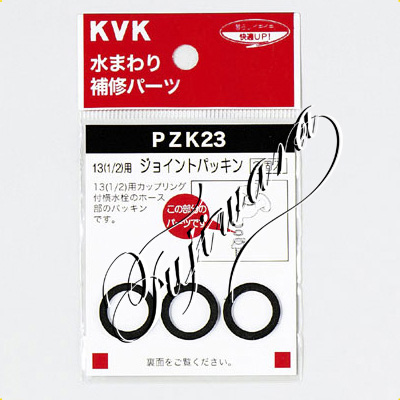 KVK
快適UP!
水まわり
補修パーツ
PZK23
13(1/2)用 ジョイントパッキン
13(1/2)用カップリング
付横水栓のホース
部のパッキン
です。
この部分の
パーツです
Fujiwara
裏面をご覧ください。